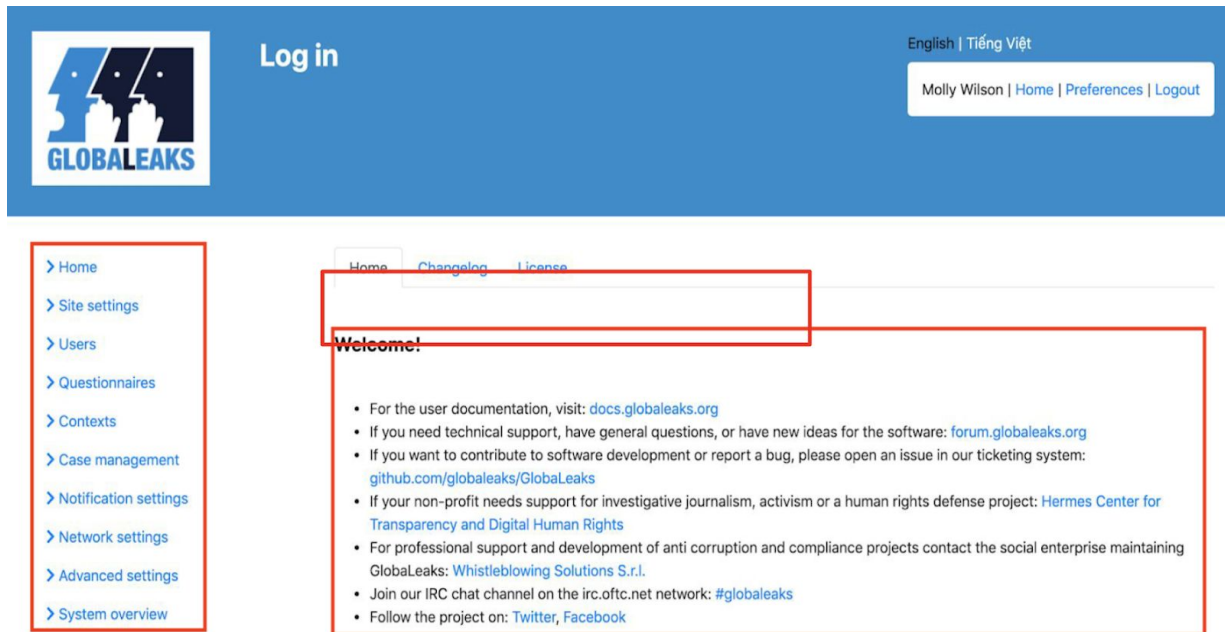 Log in
English | Tiếng Việt
Molly Wilson | Home | Preferences | Logout
GLOBALEAKS
Home
Site settings
Users
Questionnaires
Contexts
Case management
Notification settings
Network settings
Advanced settings
System overview
Home Changelog License
Welcome!
• For the user documentation, visit: docs.globaleaks.org
• If you need technical support, have general questions, or have new ideas for the software: forum.globaleaks.org
• If you want to contribute to software development or report a bug, please open an issue in our ticketing system:
github.com/globaleaks/GlobaLeaks
• If your non-profit needs support for investigative journalism, activism or a human rights defense project: Hermes Center for
Transparency and Digital Human Rights
• For professional support and development of anti corruption and compliance projects contact the social enterprise maintaining
GlobaLeaks: Whistleblowing Solutions S.r.l.
• Join our IRC chat channel on the irc.oftc.net network: #globaleaks
• Follow the project on: Twitter, Facebook